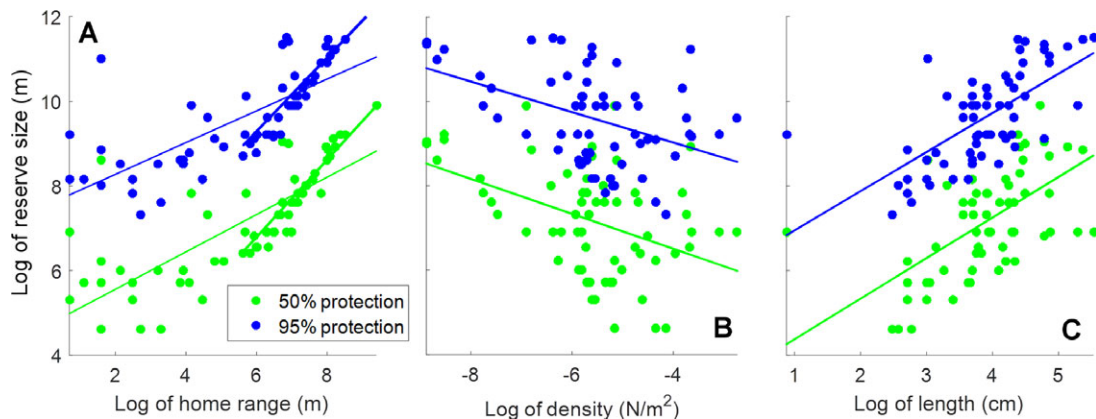 Log of reserve size (m)
12
10
8
6
4
A
50% protection
95% protection
2 4 6 8
Log of home range (m)
B
-8 -6 -4
Log of density (N/m²)
C
1 2 3 4 5
Log of length (cm)